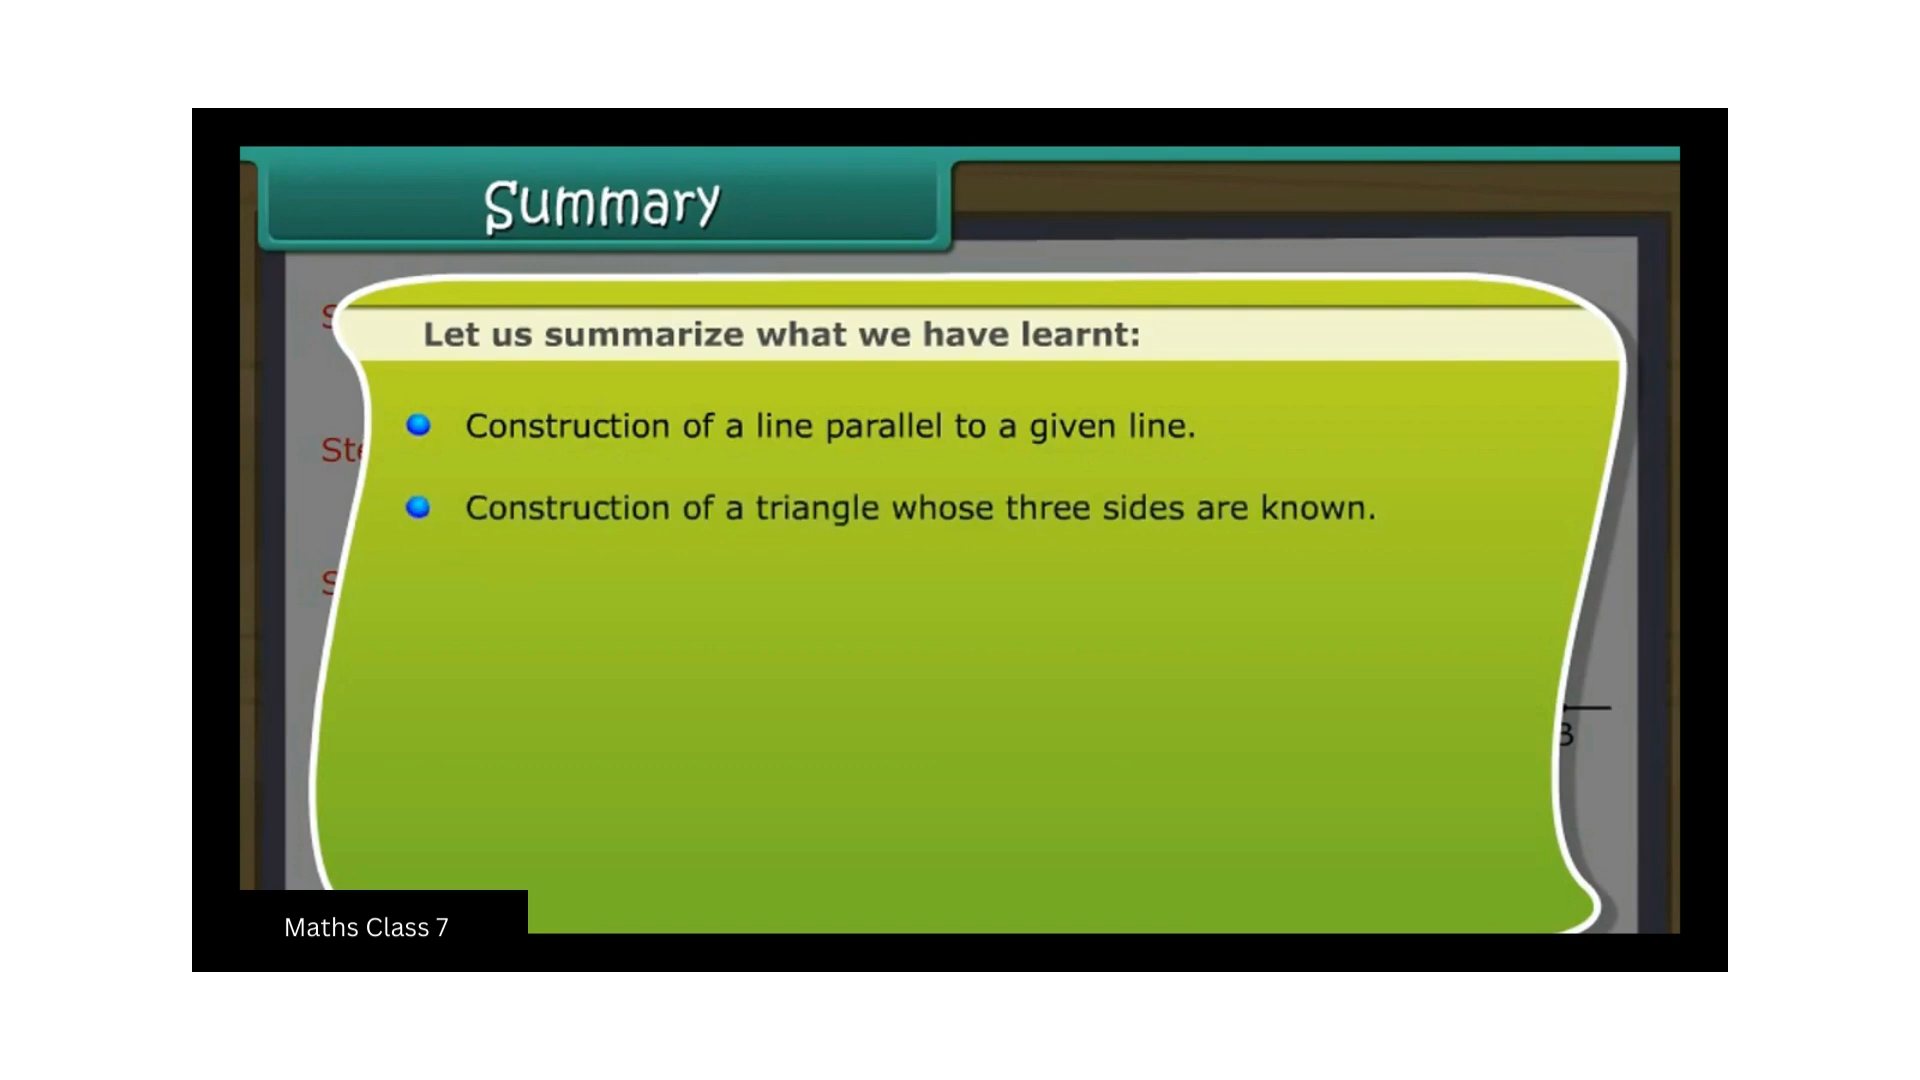 Summary
Let us summarize what we have learnt:
Construction of a line parallel to a given line.
Construction of a triangle whose three sides are known.
Maths Class 7